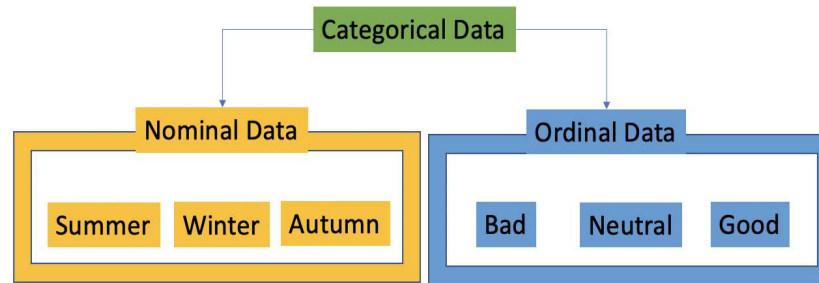 Categorical Data
Nominal Data
Summer Winter Autumn
Ordinal Data
Bad Neutral Good